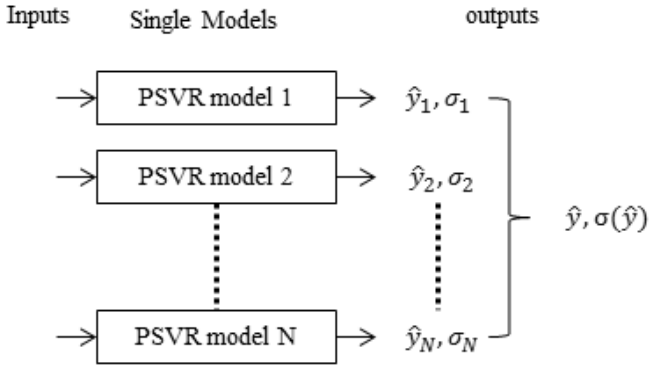 Inputs Single Models outputs
PSVR model 1 ŷ₁, σ₁
PSVR model 2 ŷ₂, σ₂
ŷ, σ(ŷ)
PSVR model N ŷ_N, σ_N